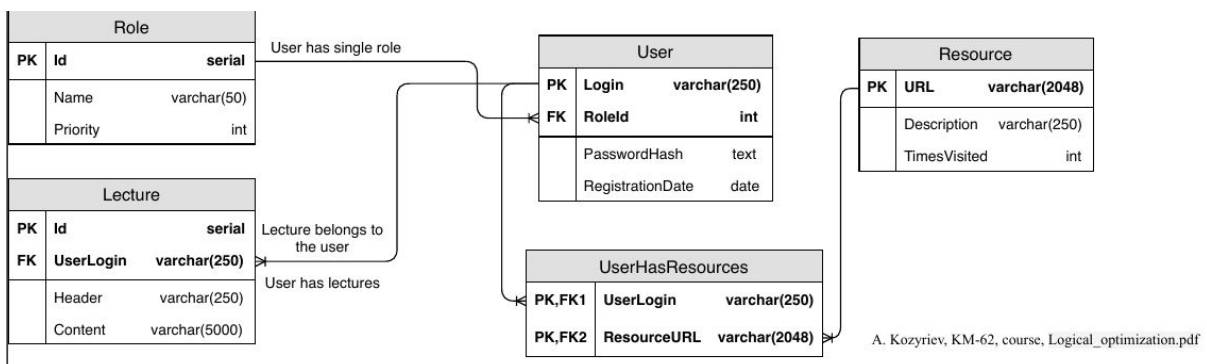 Role
PK Id serial
Name varchar(50)
Priority int
User has single role
User
PK Login varchar(250)
FK RoleId int
PasswordHash text
RegistrationDate date
Resource
PK URL varchar(2048)
Description varchar(250)
TimesVisited int
Lecture
PK Id serial
FK UserLogin varchar(250)
Header varchar(250)
Content varchar(5000)
Lecture belongs to
the user
User has lectures
UserHasResources
PK,FK1 UserLogin varchar(250)
PK,FK2 ResourceURL varchar(2048)
A. Kozyriev, KM-62, course, Logical_optimization.pdf